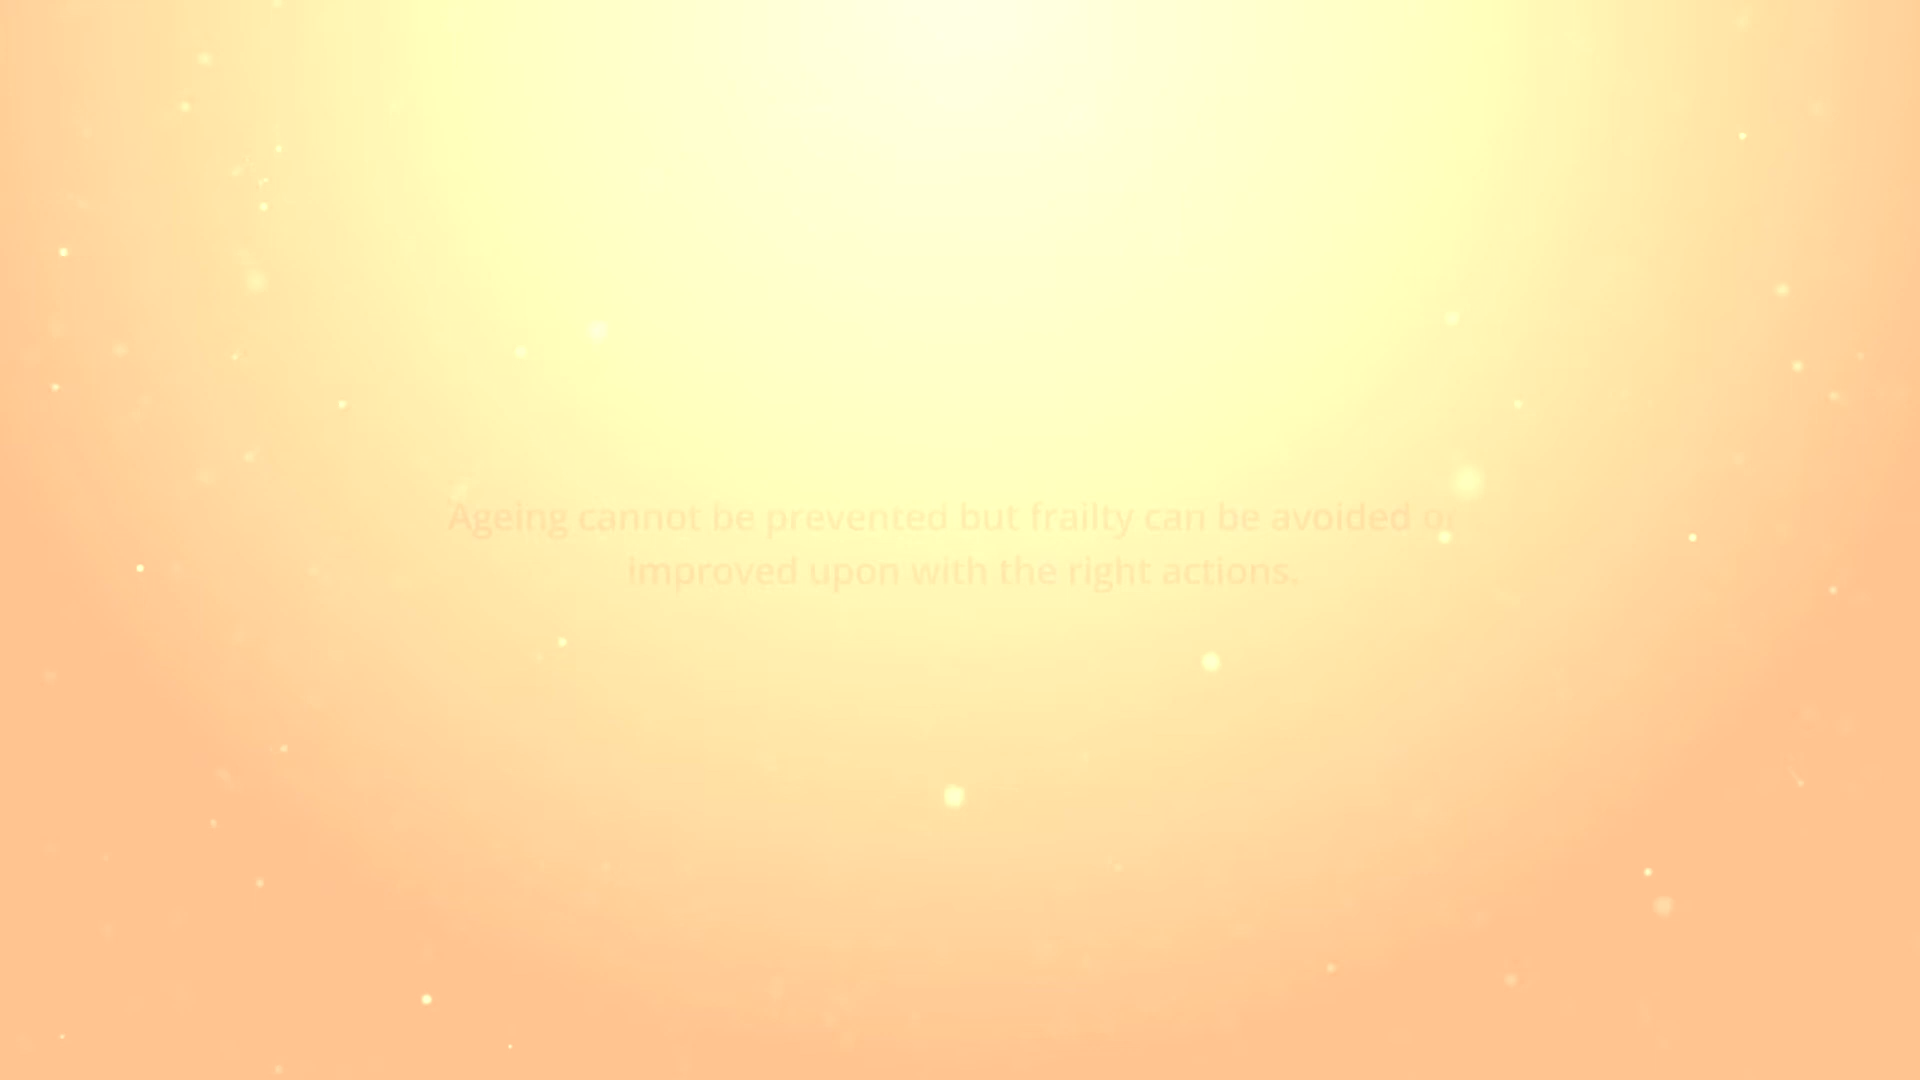 Ageing cannot be prevented but frailty can be avoided or
improved upon with the right actions.